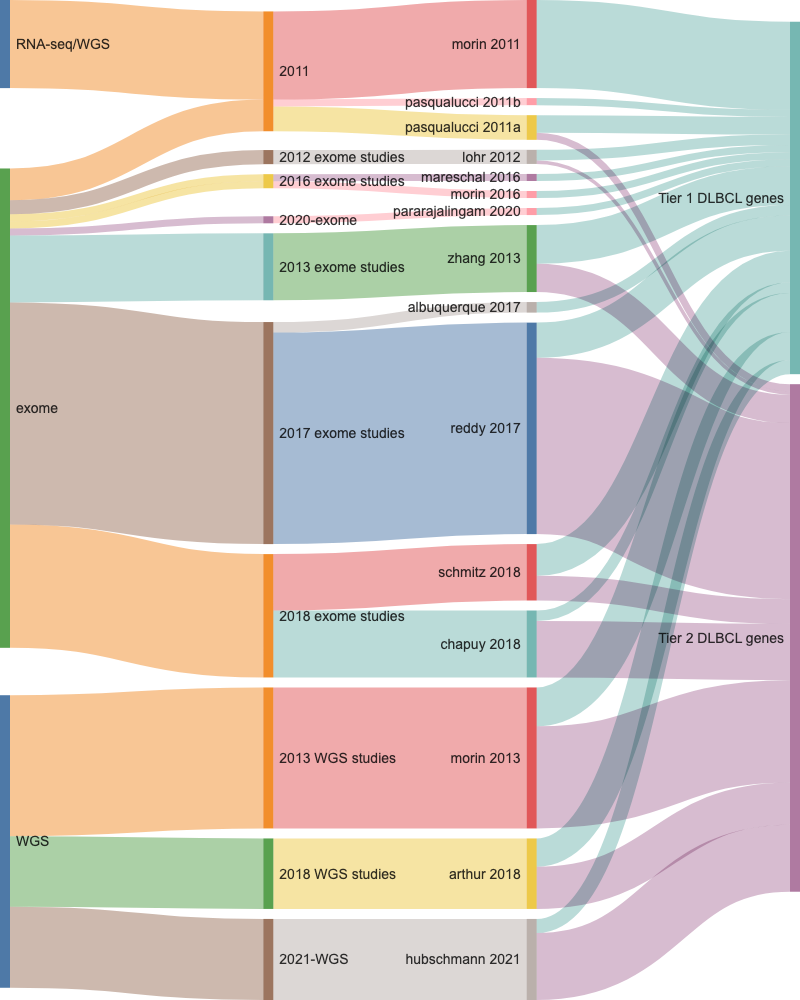 RNA-seq/WGS
exome
WGS
2011
2012 exome studies
2016 exome studies
2020-exome
2013 exome studies
2017 exome studies
2018 exome studies
2013 WGS studies
2018 WGS studies
2021-WGS
morin 2011
pasqualucci 2011b
pasqualucci 2011a
lohr 2012
mareschal 2016
morin 2016
pararajalingam 2020
zhang 2013
albuquerque 2017
reddy 2017
schmitz 2018
chapuy 2018
morin 2013
arthur 2018
hubschmann 2021
Tier 1 DLBCL genes
Tier 2 DLBCL genes